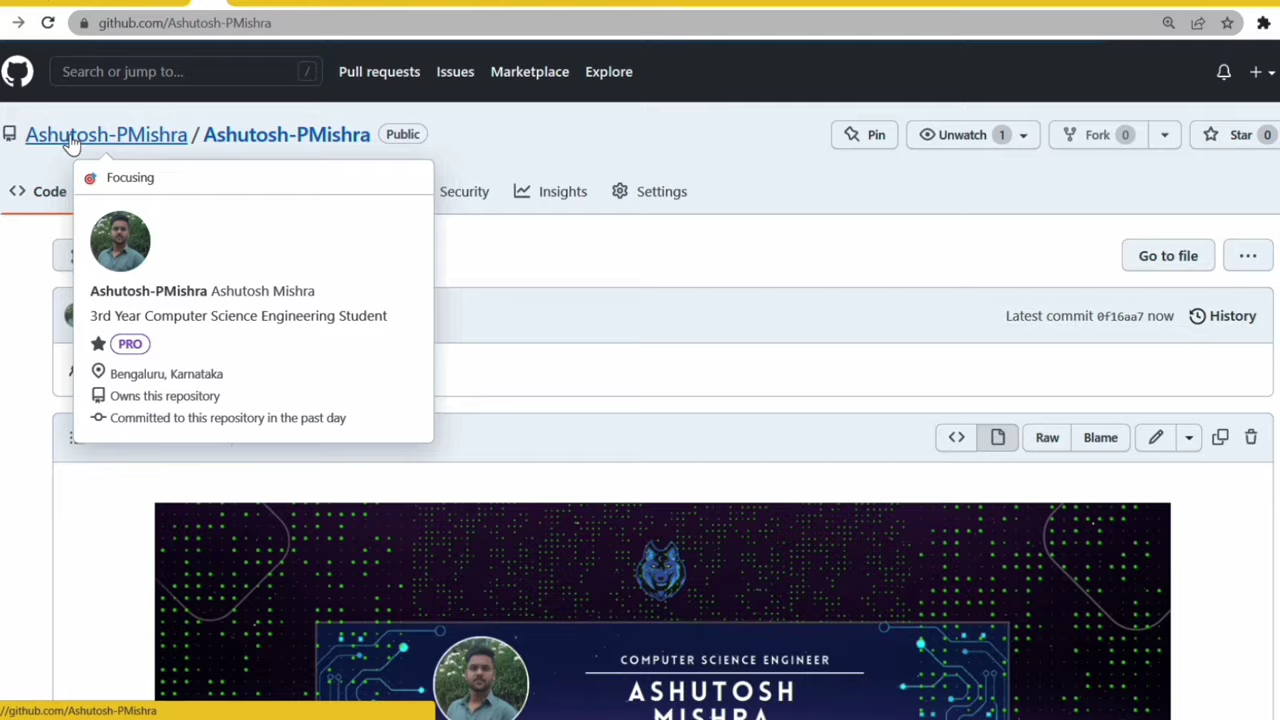 github.com/Ashutosh-PMishra
Search or jump to... /
Pull requests Issues Marketplace Explore
Ashutosh-PMishra / Ashutosh-PMishra Public
Pin Unwatch 1 Fork 0 Star 0
Code Security Insights Settings
Focusing
Go to file
Ashutosh-PMishra Ashutosh Mishra
3rd Year Computer Science Engineering Student
Latest commit 0f16aa7 now History
PRO
Bengaluru, Karnataka
Owns this repository
Committed to this repository in the past day
Raw Blame
COMPUTER SCIENCE ENGINEER
ASHUTOSH
MISHRA
//github.com/Ashutosh-PMishra